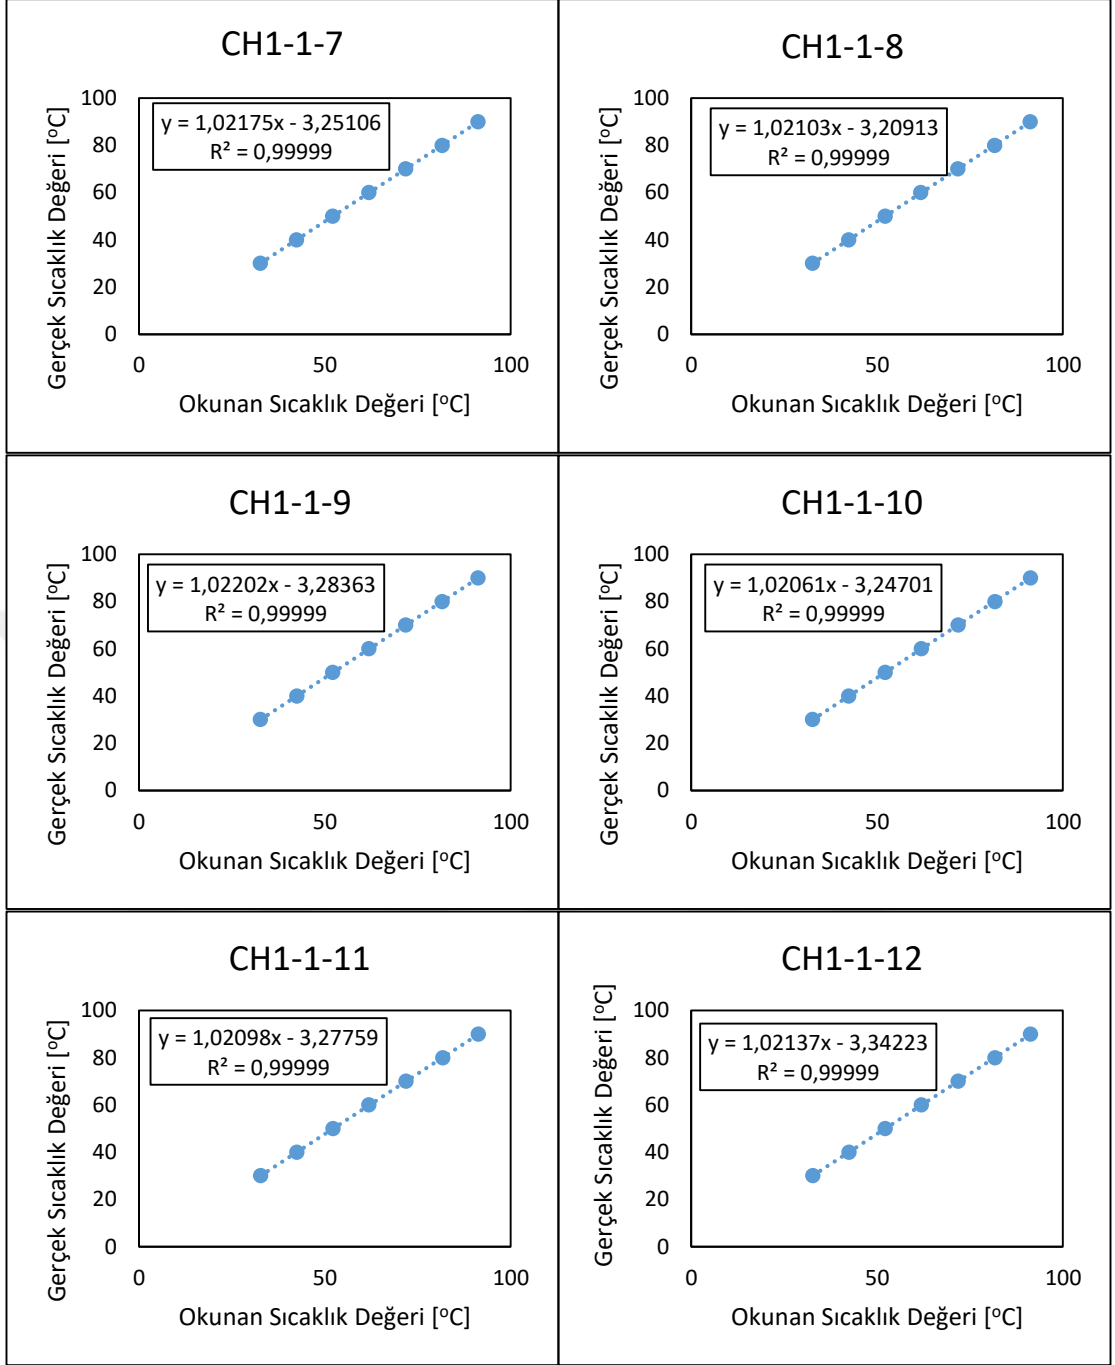 CH1-1-7
y = 1,02175x - 3,25106
R² = 0,99999
Gerçek Sıcaklık Değeri [°C]
100
80
60
40
20
0
0 50 100
Okunan Sıcaklık Değeri [°C]
CH1-1-8
y = 1,02103x - 3,20913
R² = 0,99999
Gerçek Sıcaklık Değeri [°C]
100
80
60
40
20
0
0 50 100
Okunan Sıcaklık Değeri [°C]
CH1-1-9
y = 1,02202x - 3,28363
R² = 0,99999
Gerçek Sıcaklık Değeri [°C]
100
80
60
40
20
0
0 50 100
Okunan Sıcaklık Değeri [°C]
CH1-1-10
y = 1,02061x - 3,24701
R² = 0,99999
Gerçek Sıcaklık Değeri [°C]
100
80
60
40
20
0
0 50 100
Okunan Sıcaklık Değeri [°C]
CH1-1-11
y = 1,02098x - 3,27759
R² = 0,99999
Gerçek Sıcaklık Değeri [°C]
100
80
60
40
20
0
0 50 100
Okunan Sıcaklık Değeri [°C]
CH1-1-12
y = 1,02137x - 3,34223
R² = 0,99999
Gerçek Sıcaklık Değeri [°C]
100
80
60
40
20
0
0 50 100
Okunan Sıcaklık Değeri [°C]